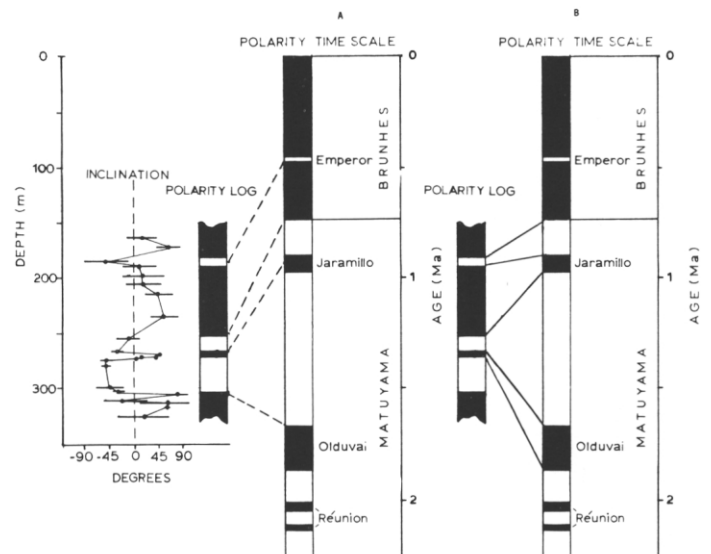 A
B
POLARITY TIME SCALE
POLARITY TIME SCALE
0
0
0
100
200
300
DEPTH (m)
INCLINATION
-90 -45 0 45 90
DEGREES
POLARITY LOG
Emperor
Jaramillo
Olduvai
Réunion
BRUNHES
MATUYAMA
1
2
AGE (Ma)
POLARITY LOG
Emperor
Jaramillo
Olduvai
Réunion
BRUNHES
MATUYAMA
1
2
AGE (Ma)